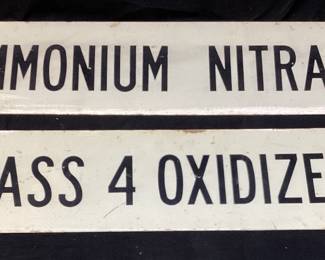 MMONIUM NITRA
ASS 4 OXIDIZE